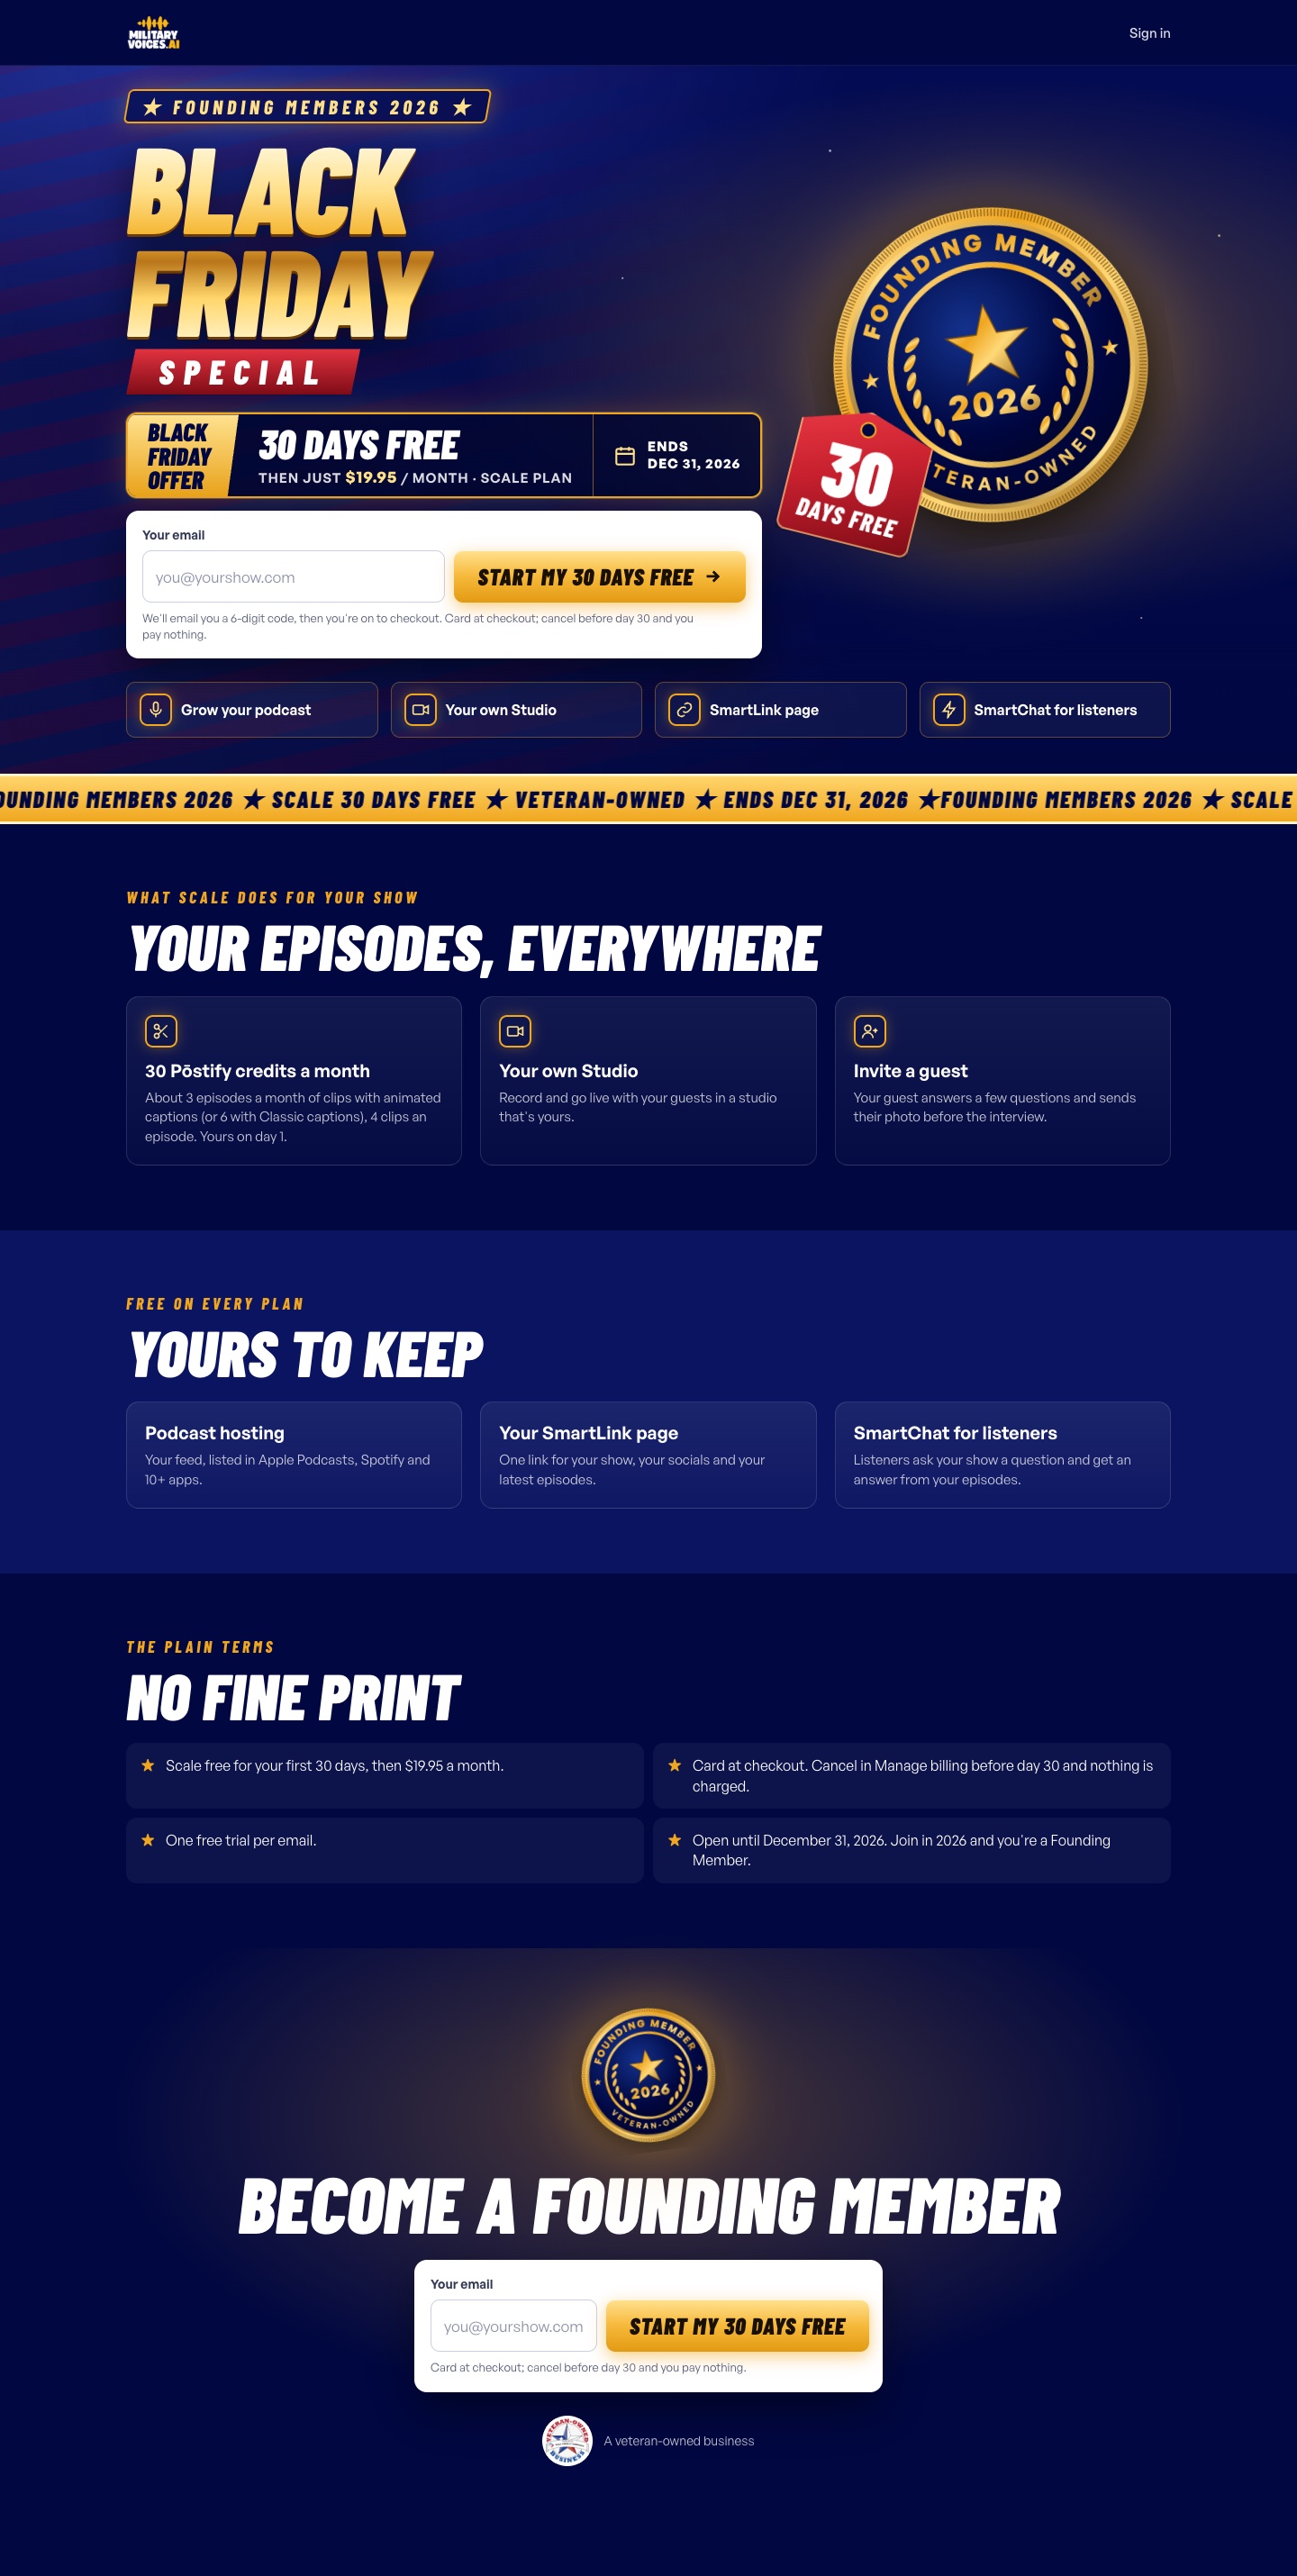 MILITARY
VOICES.AI
Sign in
★ FOUNDING MEMBERS 2026 ★
BLACK
FRIDAY
SPECIAL
BLACK
FRIDAY
OFFER
30 DAYS FREE
THEN JUST $19.95 / MONTH · SCALE PLAN
ENDS
DEC 31, 2026
Your email
you@yourshow.com
START MY 30 DAYS FREE →
We'll email you a 6-digit code, then you're on to checkout. Card at checkout; cancel before day 30 and you
pay nothing.
FOUNDING MEMBER
2026
TERAN-OWNED
30
DAYS FREE
Grow your podcast
Your own Studio
SmartLink page
SmartChat for listeners
OUNDING MEMBERS 2026 ★ SCALE 30 DAYS FREE ★ VETERAN-OWNED ★ ENDS DEC 31, 2026 ★FOUNDING MEMBERS 2026 ★ SCALE
WHAT SCALE DOES FOR YOUR SHOW
YOUR EPISODES, EVERYWHERE
30 Pōstify credits a month
About 3 episodes a month of clips with animated
captions (or 6 with Classic captions), 4 clips an
episode. Yours on day 1.
Your own Studio
Record and go live with your guests in a studio
that's yours.
Invite a guest
Your guest answers a few questions and sends
their photo before the interview.
FREE ON EVERY PLAN
YOURS TO KEEP
Podcast hosting
Your feed, listed in Apple Podcasts, Spotify and
10+ apps.
Your SmartLink page
One link for your show, your socials and your
latest episodes.
SmartChat for listeners
Listeners ask your show a question and get an
answer from your episodes.
THE PLAIN TERMS
NO FINE PRINT
★ Scale free for your first 30 days, then $19.95 a month.
★ Card at checkout. Cancel in Manage billing before day 30 and nothing is
charged.
★ One free trial per email.
★ Open until December 31, 2026. Join in 2026 and you're a Founding
Member.
FOUNDING MEMBER
2026
VETERAN-OWNED
BECOME A FOUNDING MEMBER
Your email
you@yourshow.com
START MY 30 DAYS FREE
Card at checkout; cancel before day 30 and you pay nothing.
VETERAN-OWNED
BUSINESS
A veteran-owned business